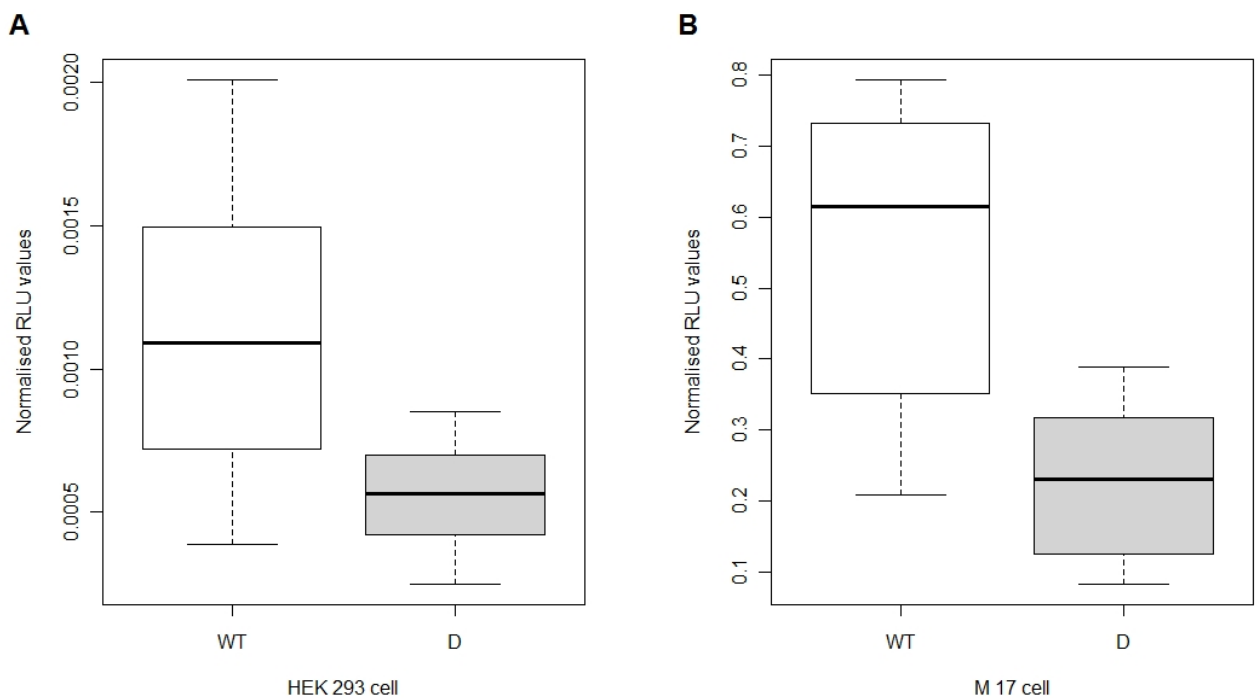 A
Normalised RLU values
0.0020
0.0015
0.0010
0.0005
WT
D
HEK 293 cell
B
Normalised RLU values
0.8
0.7
0.6
0.5
0.4
0.3
0.2
0.1
WT
D
M 17 cell